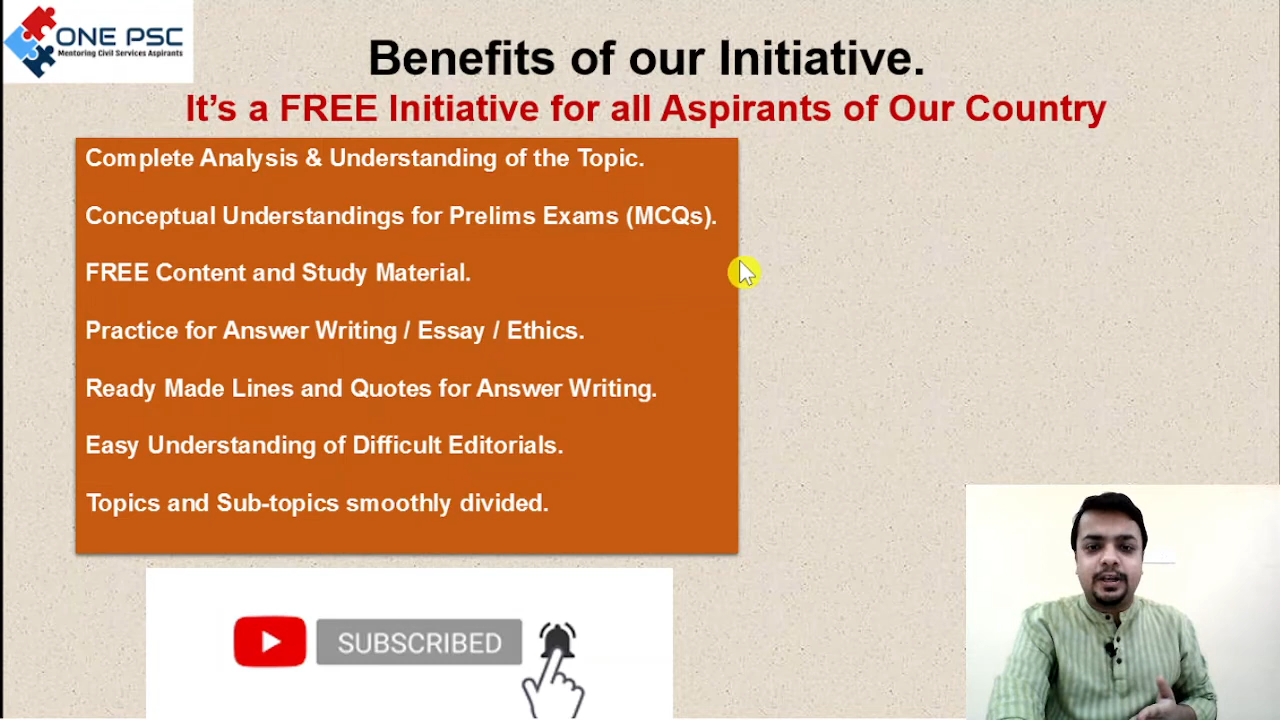 ONE PSC
Mentoring Civil Services Aspirants
Benefits of our Initiative.
It's a FREE Initiative for all Aspirants of Our Country
Complete Analysis & Understanding of the Topic.
Conceptual Understandings for Prelims Exams (MCQs).
FREE Content and Study Material.
Practice for Answer Writing / Essay / Ethics.
Ready Made Lines and Quotes for Answer Writing.
Easy Understanding of Difficult Editorials.
Topics and Sub-topics smoothly divided.
SUBSCRIBED